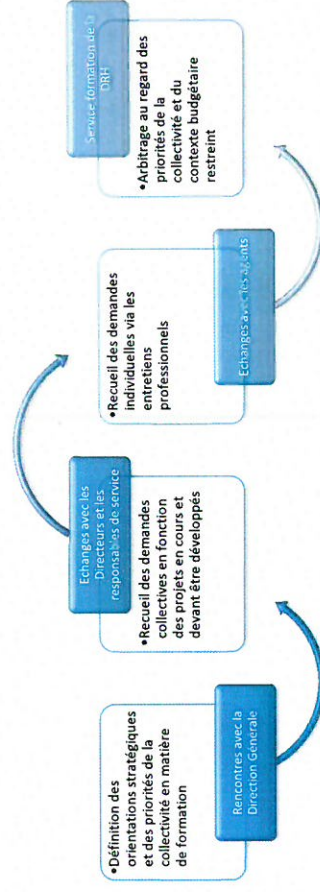 •Définition des
orientations stratégiques
et des priorités de la
collectivité en matière
de formation
Rencontres avec la
Direction Générale
Echanges avec les
Directeurs et les
responsables de service
•Recueil des demandes
collectives en fonction
des projets en cours et
devant être développés
•Recueil des demandes
individuelles via les
entretiens
professionnels
Echanges avec les agents
Service formation de la
DRH
•Arbitrage au regard des
priorités de la
collectivité et du
contexte budgétaire
restreint